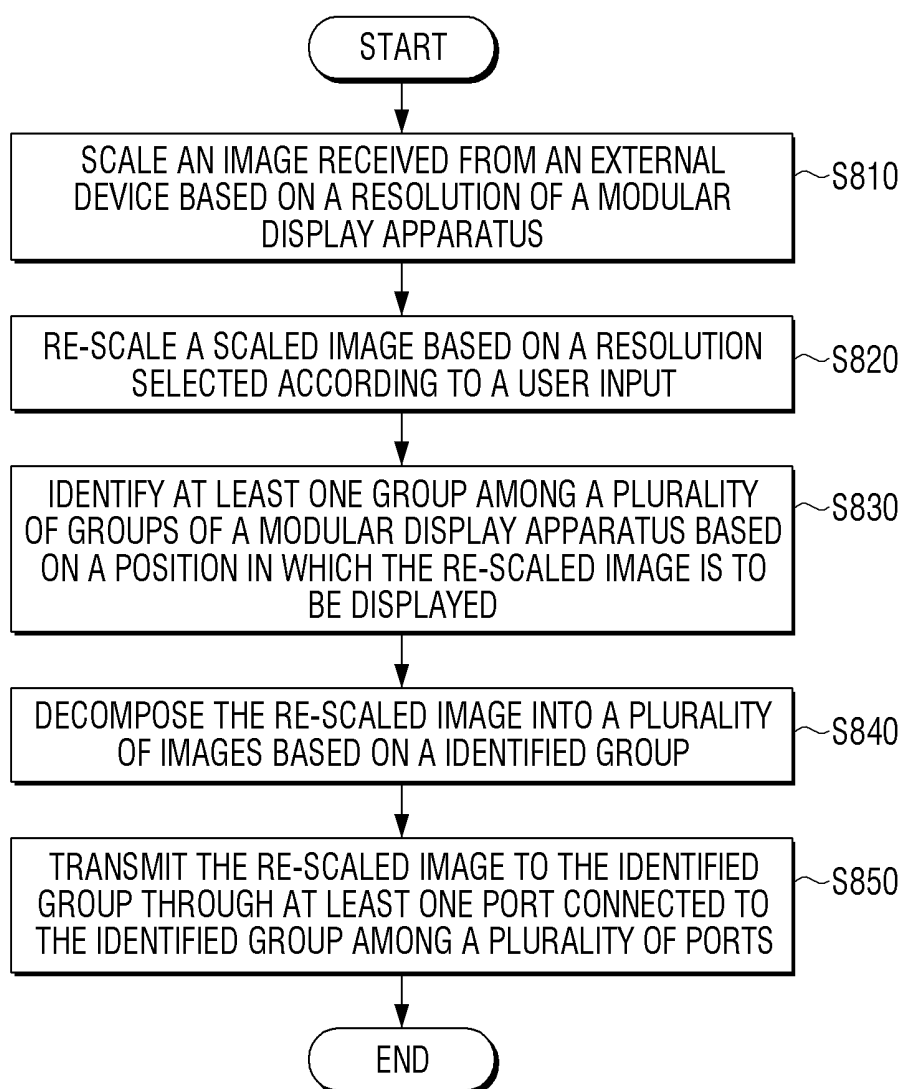 START
SCALE AN IMAGE RECEIVED FROM AN EXTERNAL
DEVICE BASED ON A RESOLUTION OF A MODULAR
DISPLAY APPARATUS
S810
RE-SCALE A SCALED IMAGE BASED ON A RESOLUTION
SELECTED ACCORDING TO A USER INPUT
S820
IDENTIFY AT LEAST ONE GROUP AMONG A PLURALITY
OF GROUPS OF A MODULAR DISPLAY APPARATUS BASED
ON A POSITION IN WHICH THE RE-SCALED IMAGE IS TO
BE DISPLAYED
S830
DECOMPOSE THE RE-SCALED IMAGE INTO A PLURALITY
OF IMAGES BASED ON A IDENTIFIED GROUP
S840
TRANSMIT THE RE-SCALED IMAGE TO THE IDENTIFIED
GROUP THROUGH AT LEAST ONE PORT CONNECTED TO
THE IDENTIFIED GROUP AMONG A PLURALITY OF PORTS
S850
END